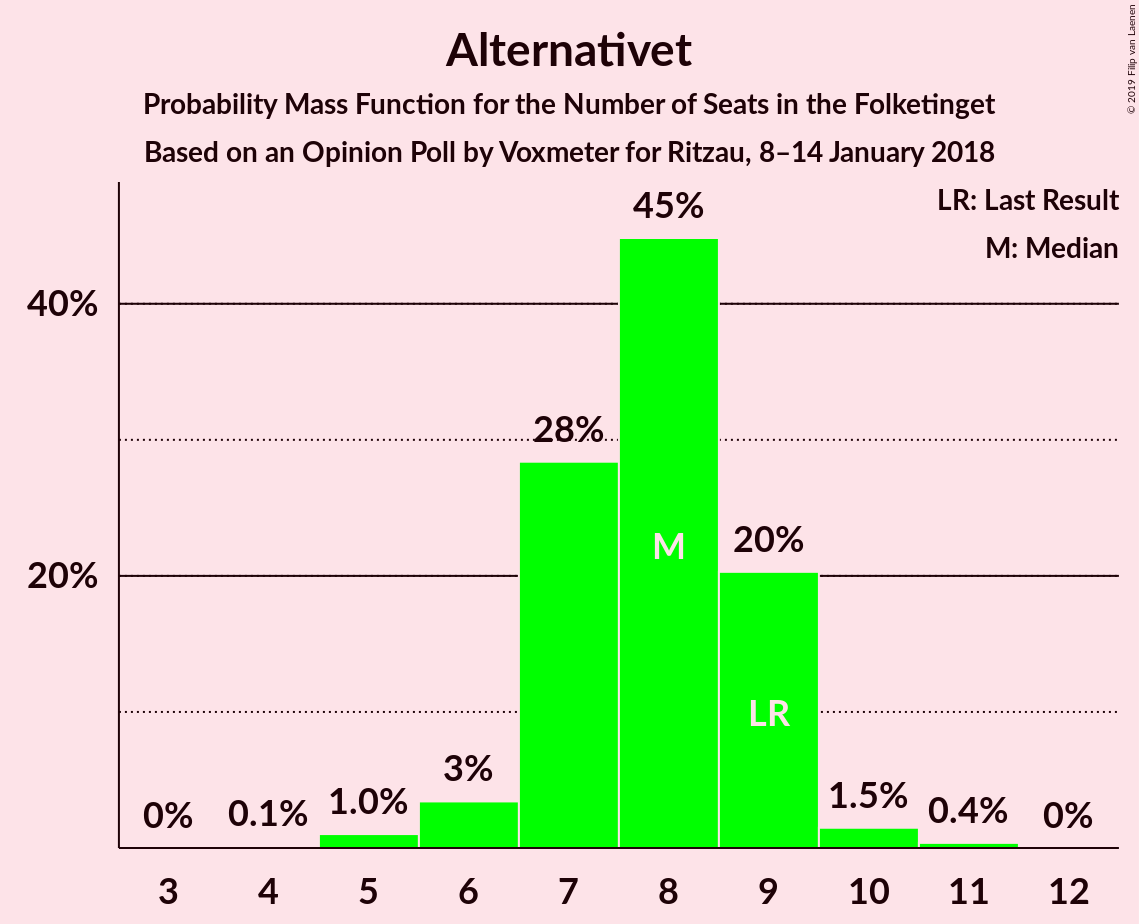 Alternativet
Probability Mass Function for the Number of Seats in the Folketinget
Based on an Opinion Poll by Voxmeter for Ritzau, 8–14 January 2018
© 2019 Filip van Laenen
LR: Last Result
M: Median
40%
20%
0%
0.1%
1.0%
3%
28%
45%
20%
1.5%
0.4%
0%
M
LR
3 4 5 6 7 8 9 10 11 12